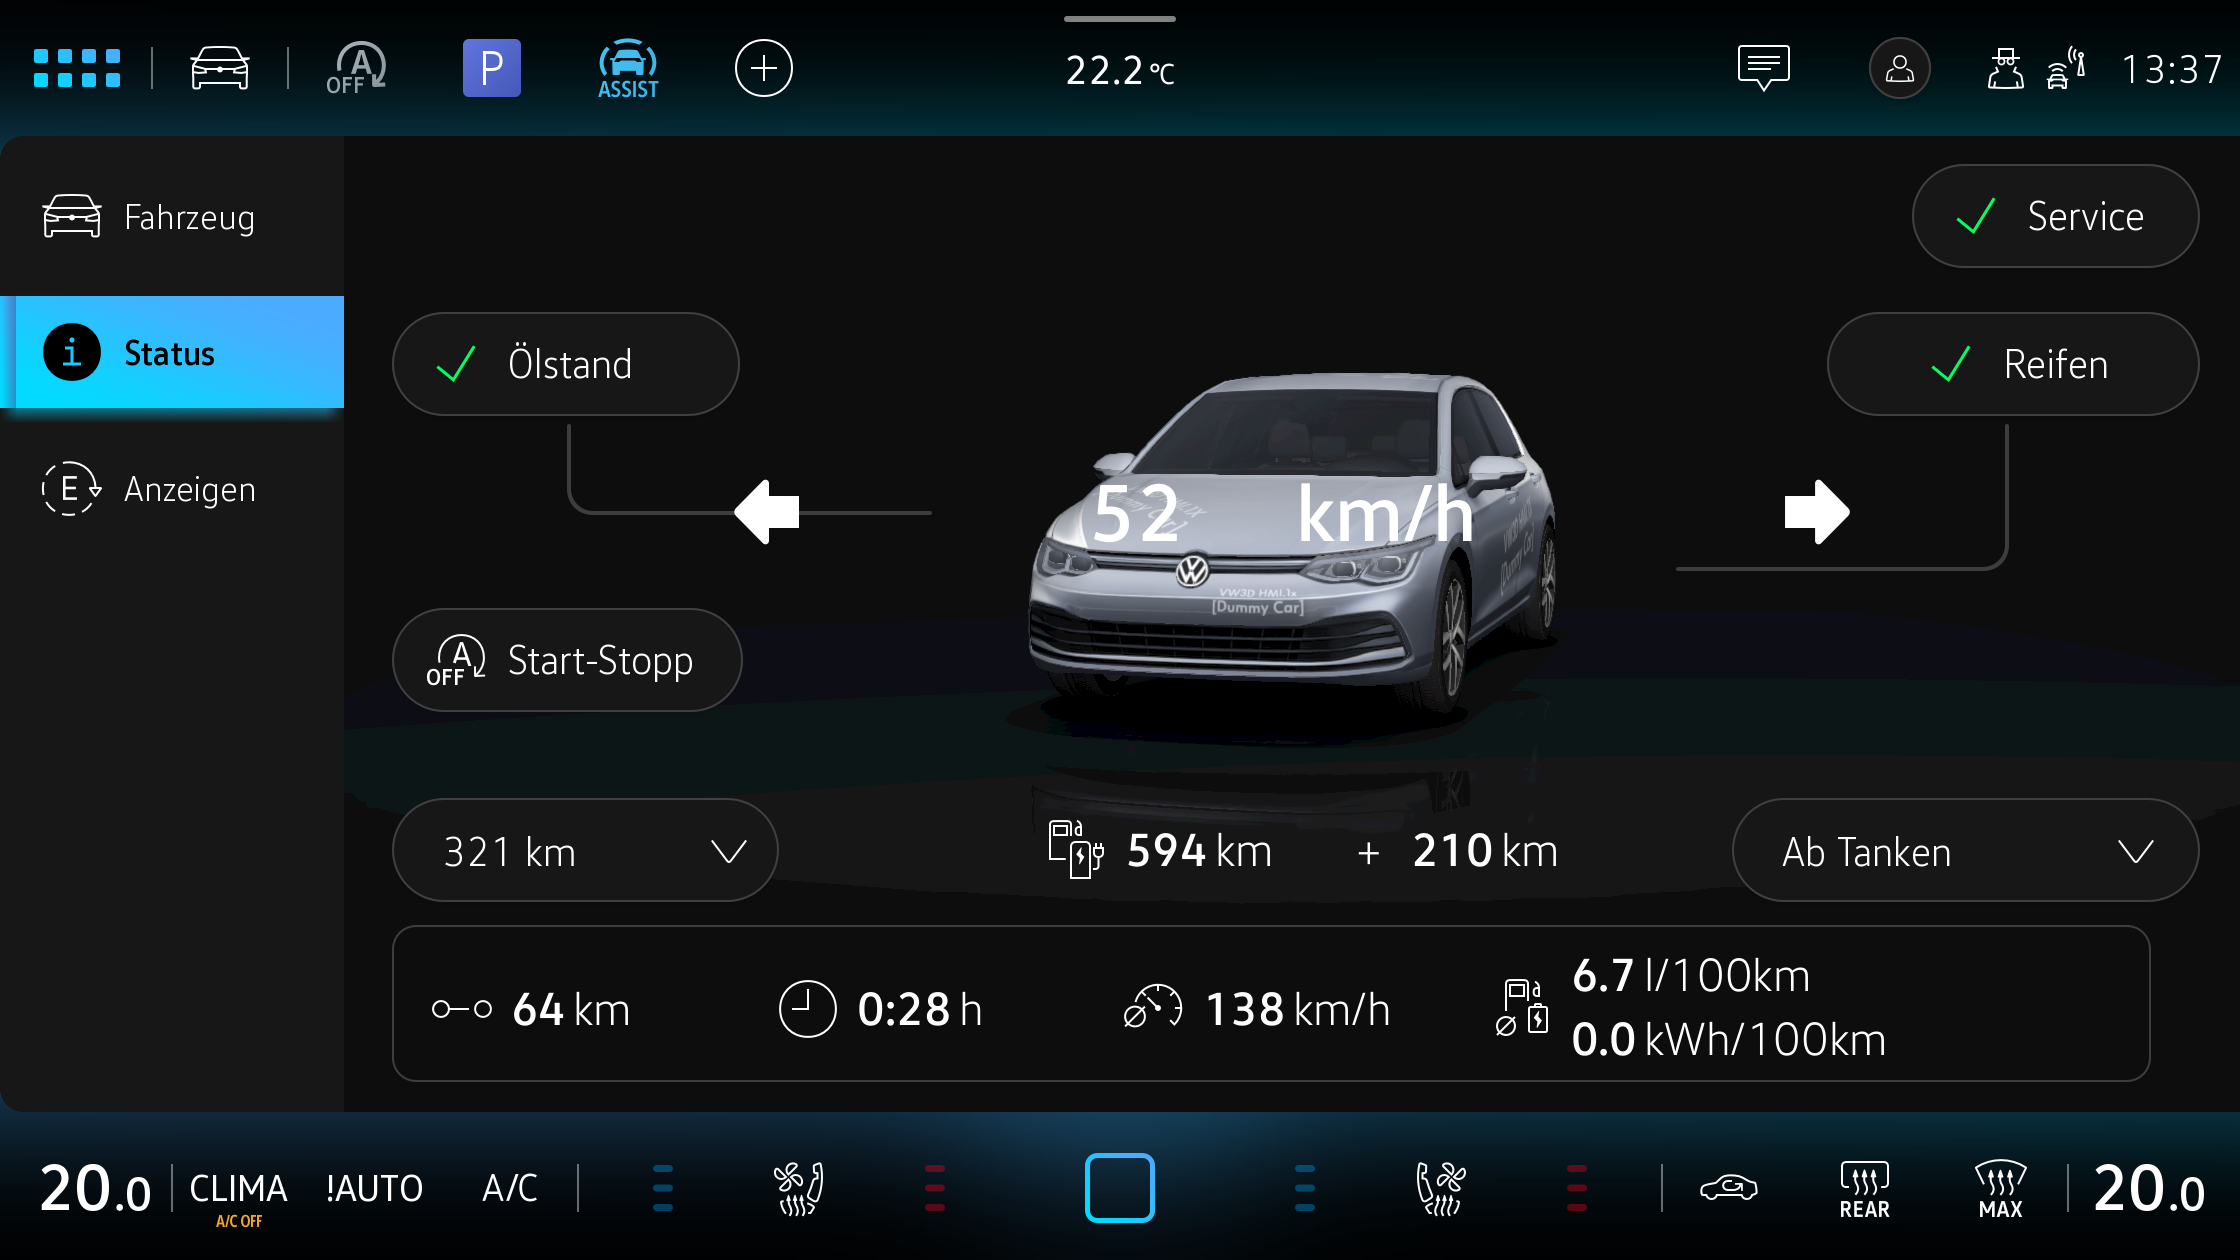 A
OFF
P
ASSIST
22.2 °C
13:37
Fahrzeug
Service
i Status
Ölstand
Reifen
E Anzeigen
52 km/h
VW3D HMI.1x
[Dummy Car]
A
OFF
Start-Stopp
321 km
594 km + 210 km
Ab Tanken
64 km
0:28 h
138 km/h
6.7 l/100km
0.0 kWh/100km
20.0
CLIMA
A/C OFF
!AUTO
A/C
REAR
MAX
20.0